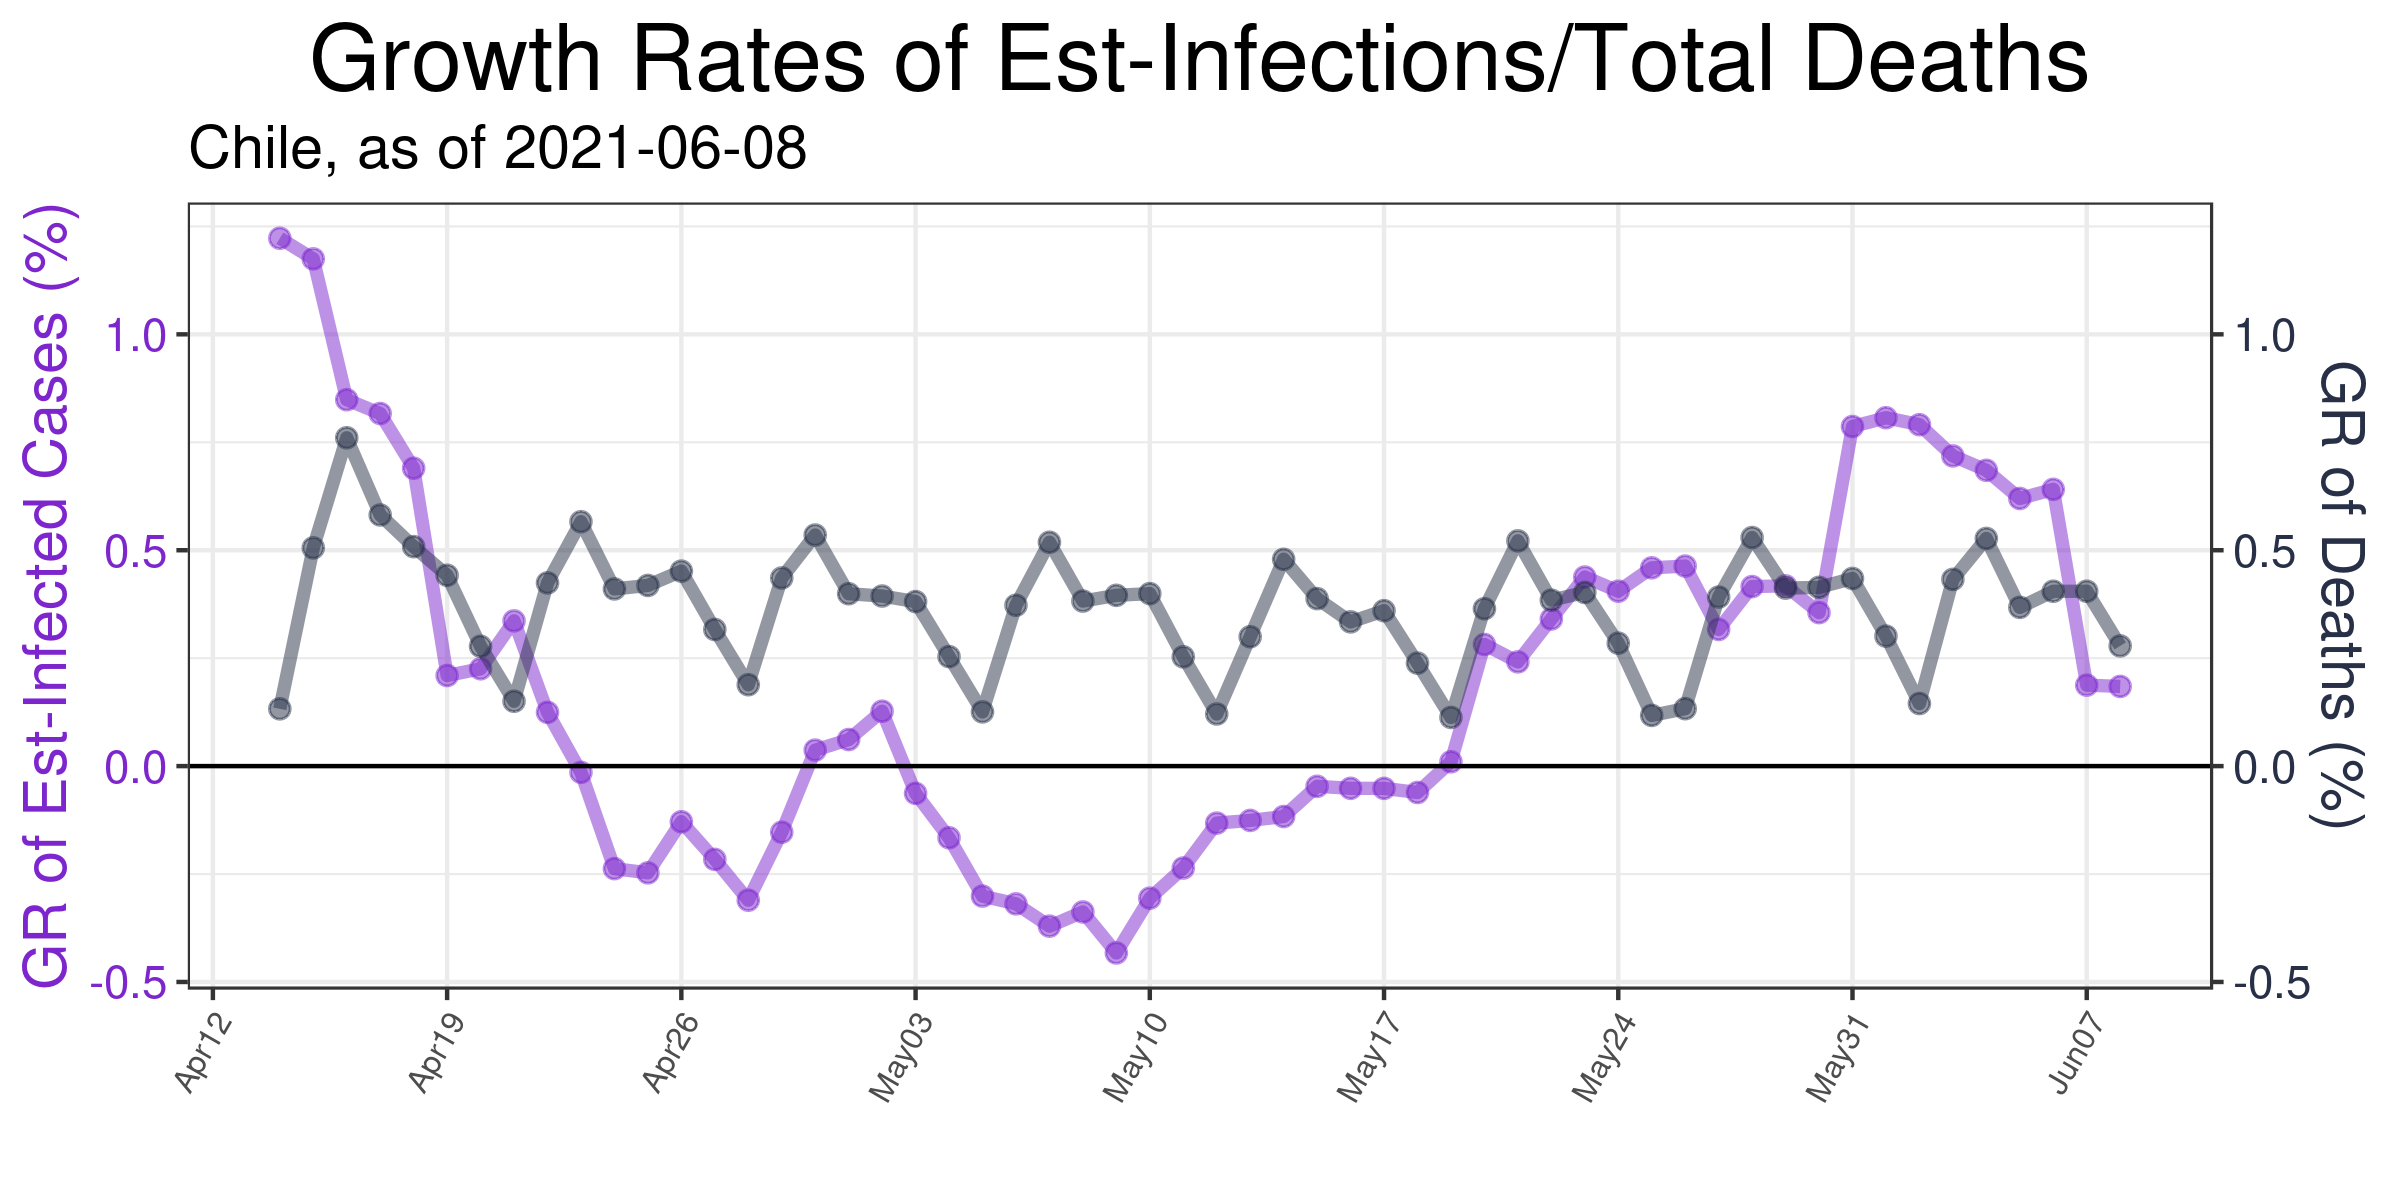 Growth Rates of Est-Infections/Total Deaths
Chile, as of 2021-06-08
GR of Est-Infected Cases (%)
1.0
0.5
0.0
-0.5
1.0
0.5
0.0
-0.5
GR of Deaths (%)
Apr12
Apr19
Apr26
May03
May10
May17
May24
May31
Jun07